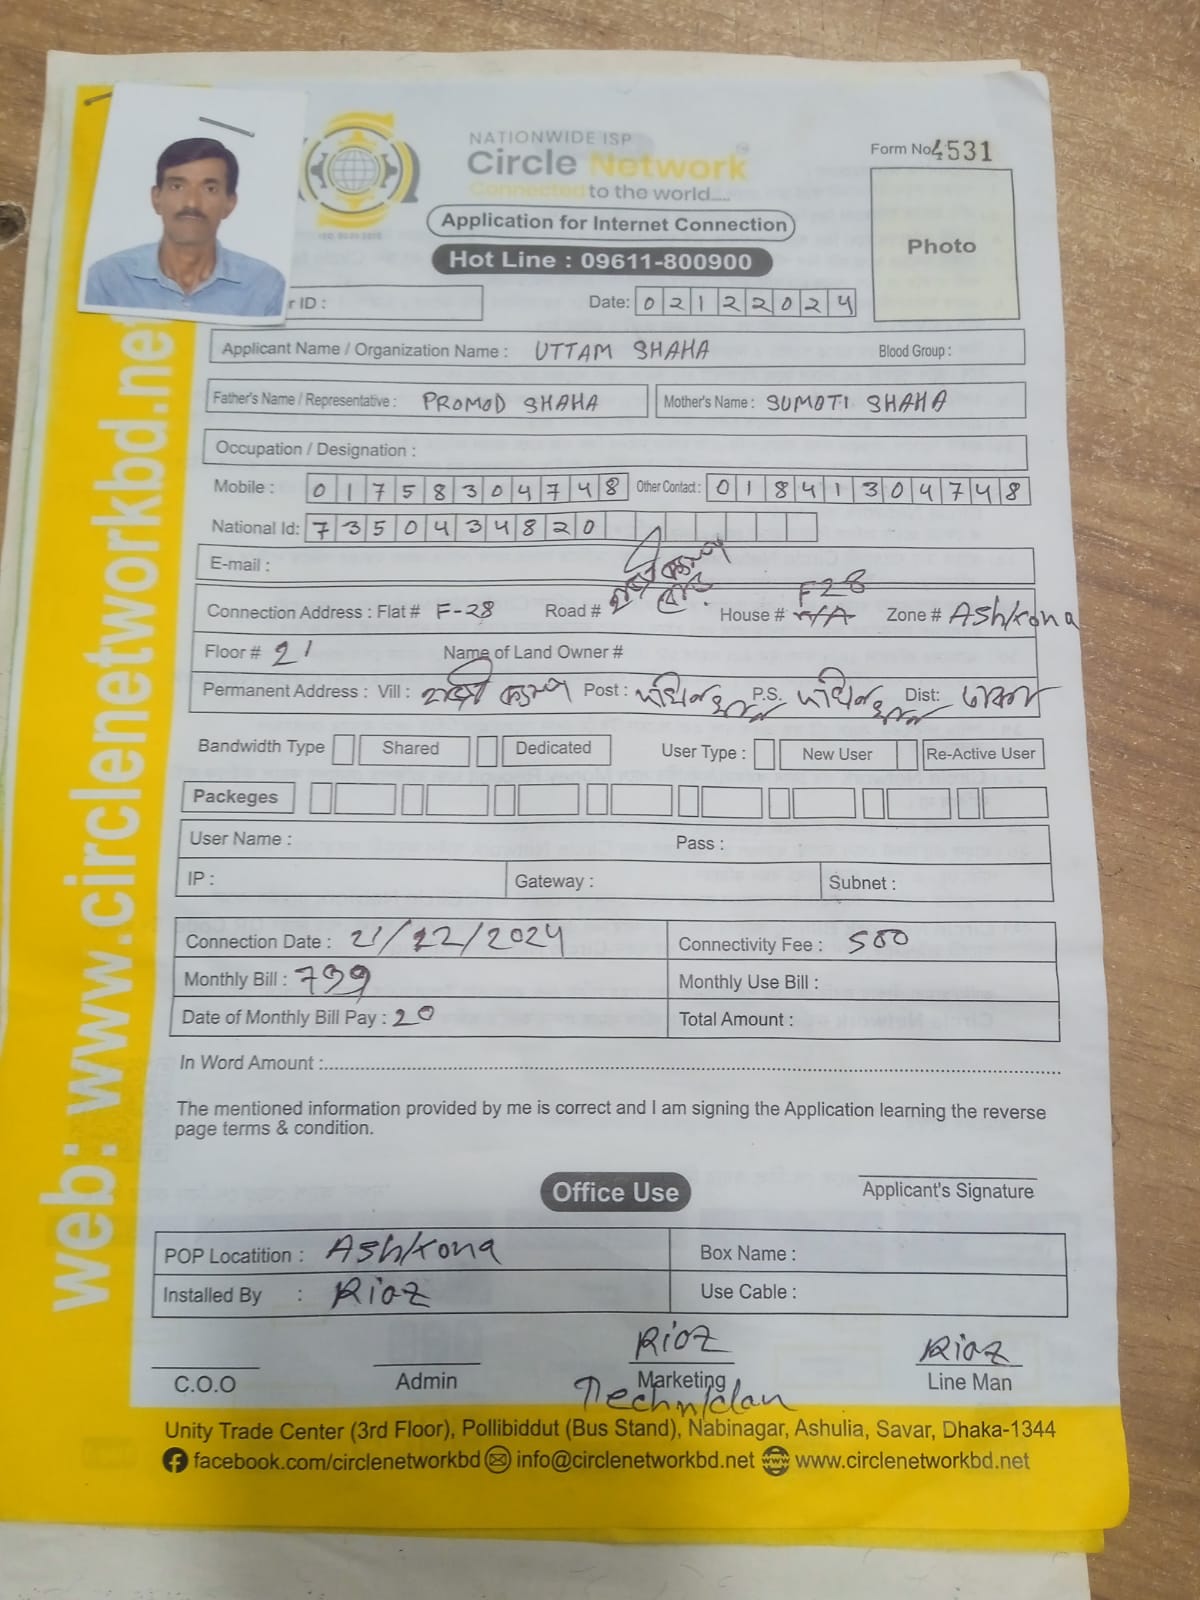 NATIONWIDE ISP
Circle Network
Connected to the world.....
Form No 4531
Application for Internet Connection
Photo
Hot Line : 09611-800900
r ID :
Date: 02122024
Applicant Name / Organization Name : UTTAM SHAHA Blood Group :
Father's Name / Representative : PROMOD SHAHA Mother's Name : SUMOTI SHAHA
Occupation / Designation :
Mobile : 01758304748 Other Contact : 01841304748
National Id: 7350434820
E-mail :
Connection Address : Flat # F-28 Road # House # F28 N/A Zone # Ashkona
Floor # 21 Name of Land Owner #
Permanent Address : Vill : হাজী ক্যাম্প Post : দক্ষিনখান P.S. দক্ষিনখান Dist: ঢাকা
Bandwidth Type Shared Dedicated User Type : New User Re-Active User
Packeges
User Name : Pass :
IP : Gateway : Subnet :
Connection Date : 21/12/2024 Connectivity Fee : 500
Monthly Bill : 799 Monthly Use Bill :
Date of Monthly Bill Pay : 20 Total Amount :
In Word Amount :
The mentioned information provided by me is correct and I am signing the Application learning the reverse
page terms & condition.
Applicant's Signature
Office Use
POP Locatition : Ashkona Box Name :
Installed By : Riaz Use Cable :
Riaz Riaz
C.O.O Admin Marketing Line Man
Technician
Unity Trade Center (3rd Floor), Pollibiddut (Bus Stand), Nabinagar, Ashulia, Savar, Dhaka-1344
facebook.com/circlenetworkbd info@circlenetworkbd.net www.circlenetworkbd.net
web: www.circlenetworkbd.net